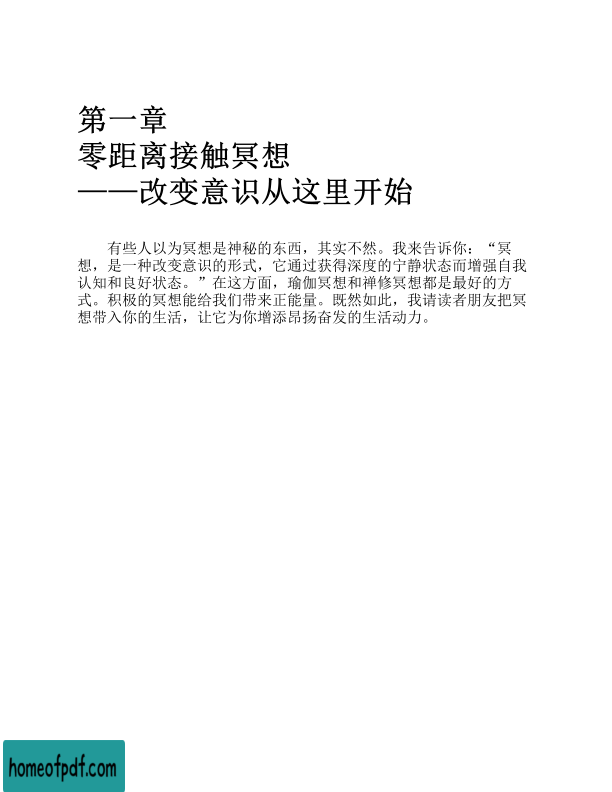 第一章
零距离接触冥想
——改变意识从这里开始
有些人以为冥想是神秘的东西，其实不然。我来告诉你：“冥
想，是一种改变意识的形式，它通过获得深度的宁静状态而增强自我
认知和良好状态。”在这方面，瑜伽冥想和禅修冥想都是最好的方
式。积极的冥想能给我们带来正能量。既然如此，我请读者朋友把冥
想带入你的生活，让它为你增添昂扬奋发的生活动力。
homeofpdf.com